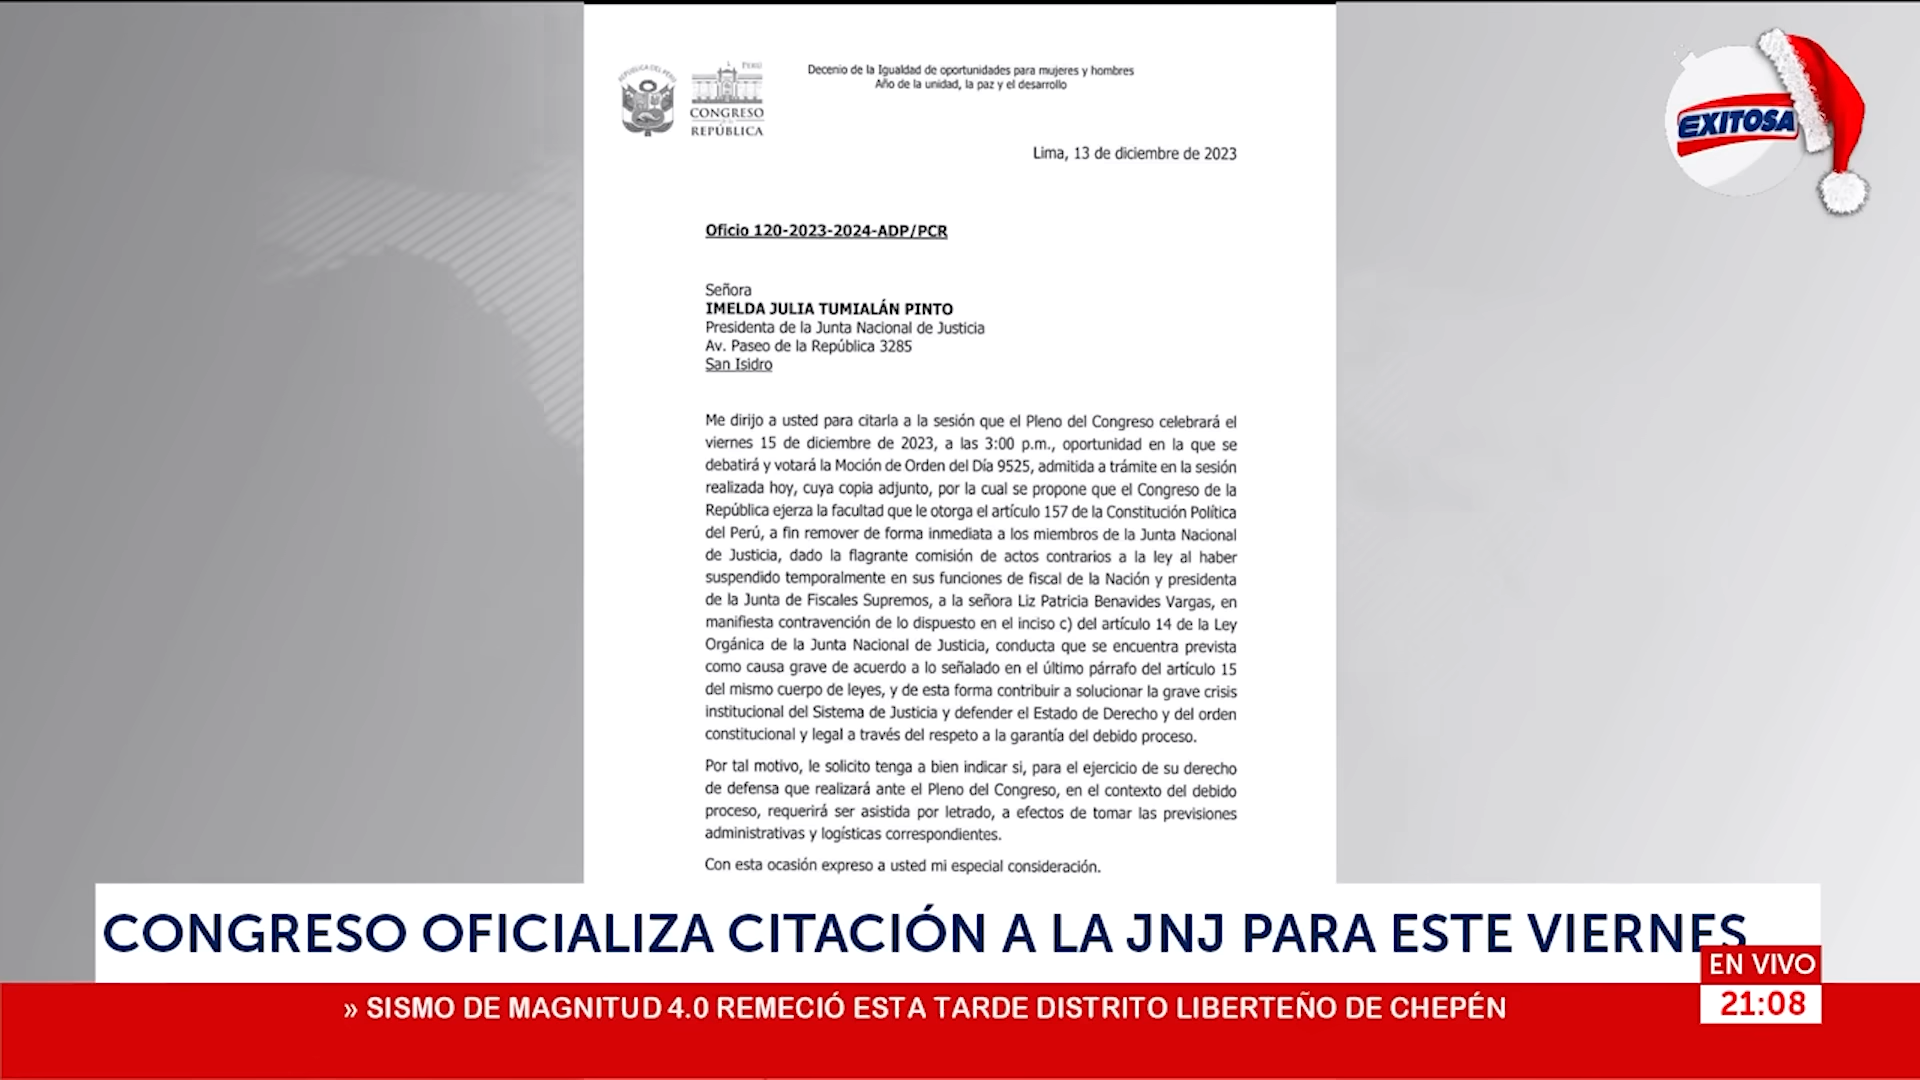 REPÚBLICA DEL PERÚ
PERÚ
CONGRESO
de la
REPÚBLICA
Decenio de la Igualdad de oportunidades para mujeres y hombres
Año de la unidad, la paz y el desarrollo
EXITOSA
Lima, 13 de diciembre de 2023
Oficio 120-2023-2024-ADP/PCR
Señora
IMELDA JULIA TUMIALÁN PINTO
Presidenta de la Junta Nacional de Justicia
Av. Paseo de la República 3285
San Isidro
Me dirijo a usted para citarla a la sesión que el Pleno del Congreso celebrará el
viernes 15 de diciembre de 2023, a las 3:00 p.m., oportunidad en la que se
debatirá y votará la Moción de Orden del Día 9525, admitida a trámite en la sesión
realizada hoy, cuya copia adjunto, por la cual se propone que el Congreso de la
República ejerza la facultad que le otorga el artículo 157 de la Constitución Política
del Perú, a fin remover de forma inmediata a los miembros de la Junta Nacional
de Justicia, dado la flagrante comisión de actos contrarios a la ley al haber
suspendido temporalmente en sus funciones de fiscal de la Nación y presidenta
de la Junta de Fiscales Supremos, a la señora Liz Patricia Benavides Vargas, en
manifiesta contravención de lo dispuesto en el inciso c) del artículo 14 de la Ley
Orgánica de la Junta Nacional de Justicia, conducta que se encuentra prevista
como causa grave de acuerdo a lo señalado en el último párrafo del artículo 15
del mismo cuerpo de leyes, y de esta forma contribuir a solucionar la grave crisis
institucional del Sistema de Justicia y defender el Estado de Derecho y del orden
constitucional y legal a través del respeto a la garantía del debido proceso.
Por tal motivo, le solicito tenga a bien indicar si, para el ejercicio de su derecho
de defensa que realizará ante el Pleno del Congreso, en el contexto del debido
proceso, requerirá ser asistida por letrado, a efectos de tomar las previsiones
administrativas y logísticas correspondientes.
Con esta ocasión expreso a usted mi especial consideración.
CONGRESO OFICIALIZA CITACIÓN A LA JNJ PARA ESTE VIERNES
EN VIVO
21:08
» SISMO DE MAGNITUD 4.0 REMECIÓ ESTA TARDE DISTRITO LIBERTEÑO DE CHEPÉN